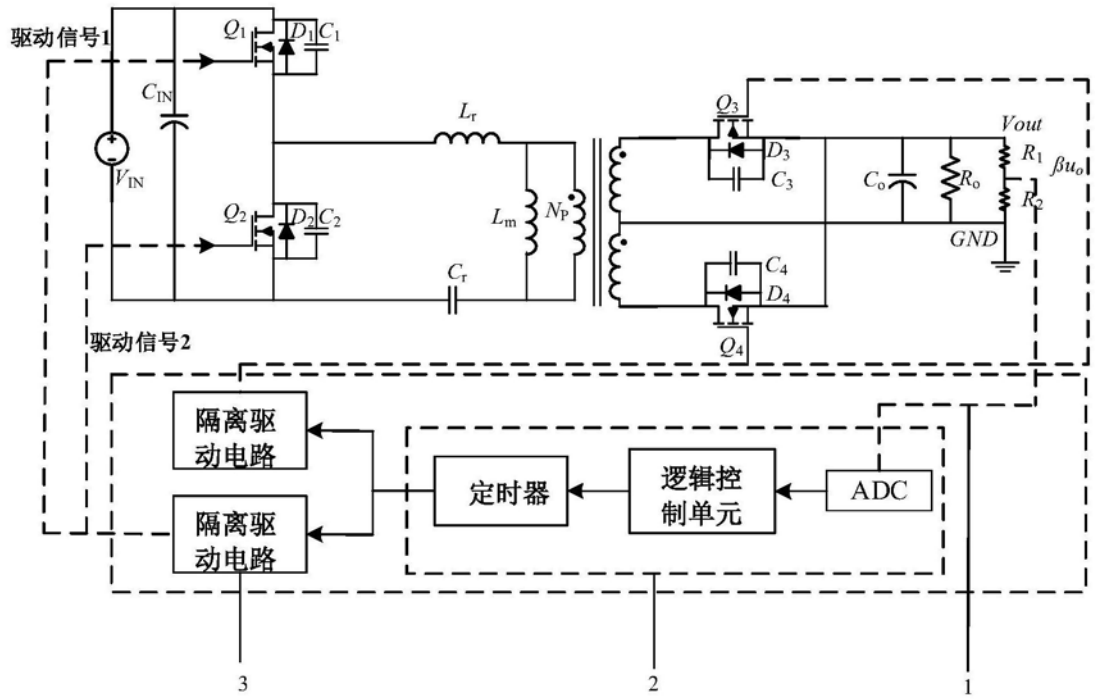 驱动信号1
Q1
D1
C1
CIN
VIN
Lr
Q2
D2
C2
Lm
NP
Cr
Q3
D3
C3
Vout
R1
βuo
Co
Ro
R2
GND
C4
D4
Q4
驱动信号2
隔离驱
动电路
定时器
逻辑控
制单元
ADC
隔离驱
动电路
3
2
1